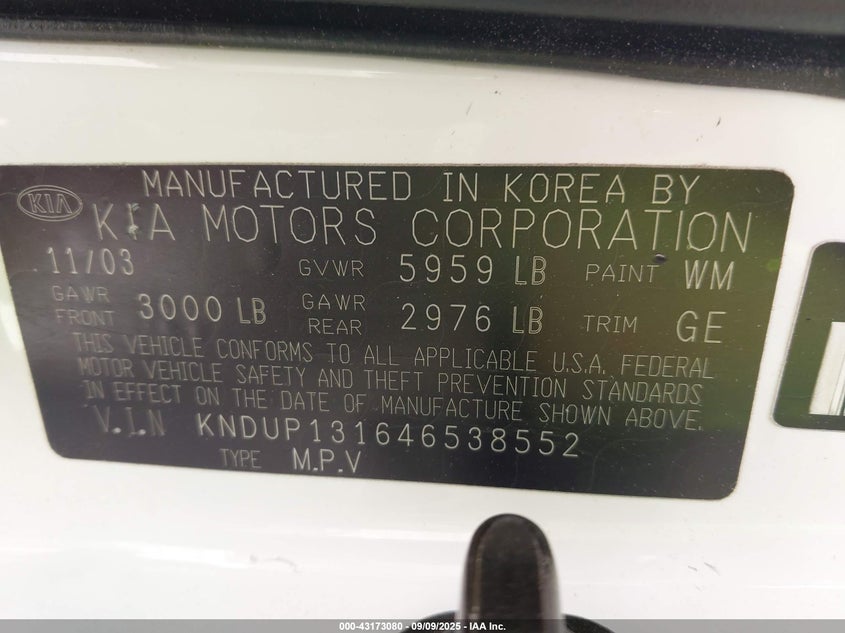 MANUFACTURED IN KOREA BY
KIA KIA MOTORS CORPORATION
11/03 GVWR 5959 LB PAINT WM
GAWR FRONT 3000 LB GAWR REAR 2976 LB TRIM GE
THIS VEHICLE CONFORMS TO ALL APPLICABLE U.S.A. FEDERAL
MOTOR VEHICLE SAFETY AND THEFT PREVENTION STANDARDS
IN EFFECT ON THE DATE OF MANUFACTURE SHOWN ABOVE.
V.I.N KNDUP131646538552
TYPE M.P.V
000-43173080 - 09/09/2025 - IAA Inc.